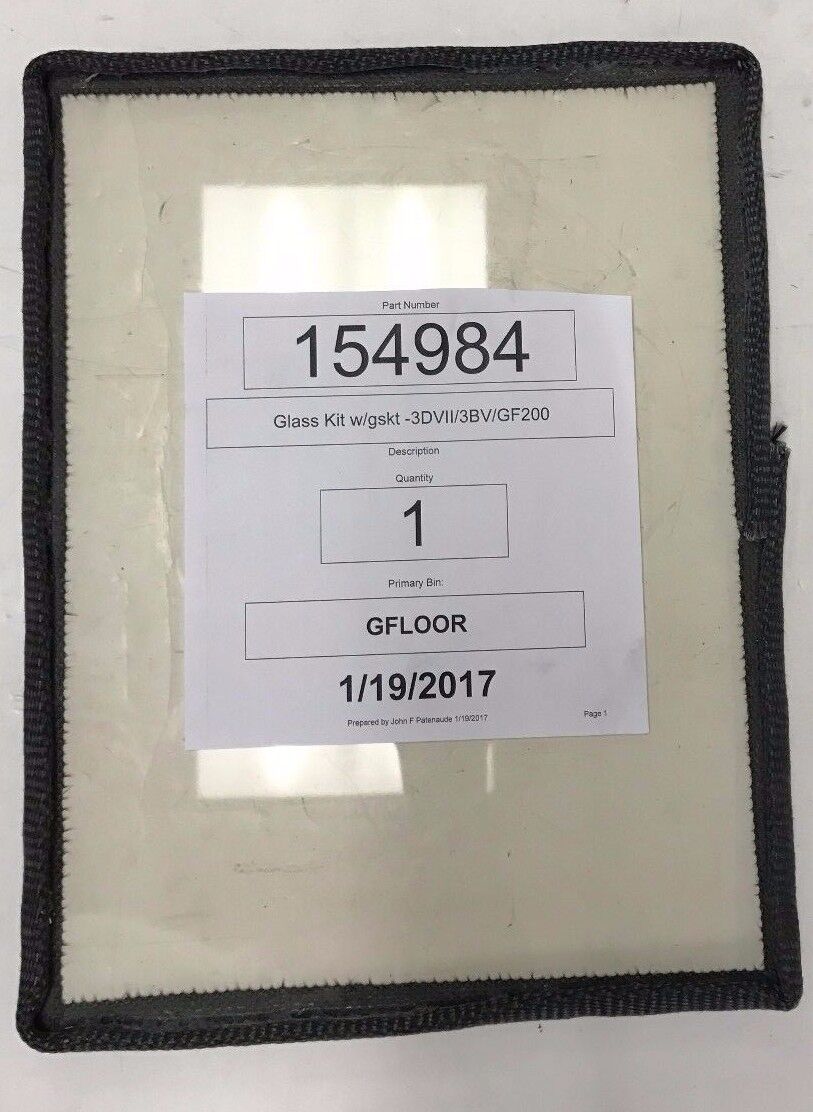 Part Number
154984
Glass Kit w/gskt -3DVII/3BV/GF200
Description
Quantity
1
Primary Bin:
GFLOOR
1/19/2017
Prepared by John F Patenaude 1/19/2017 Page 1